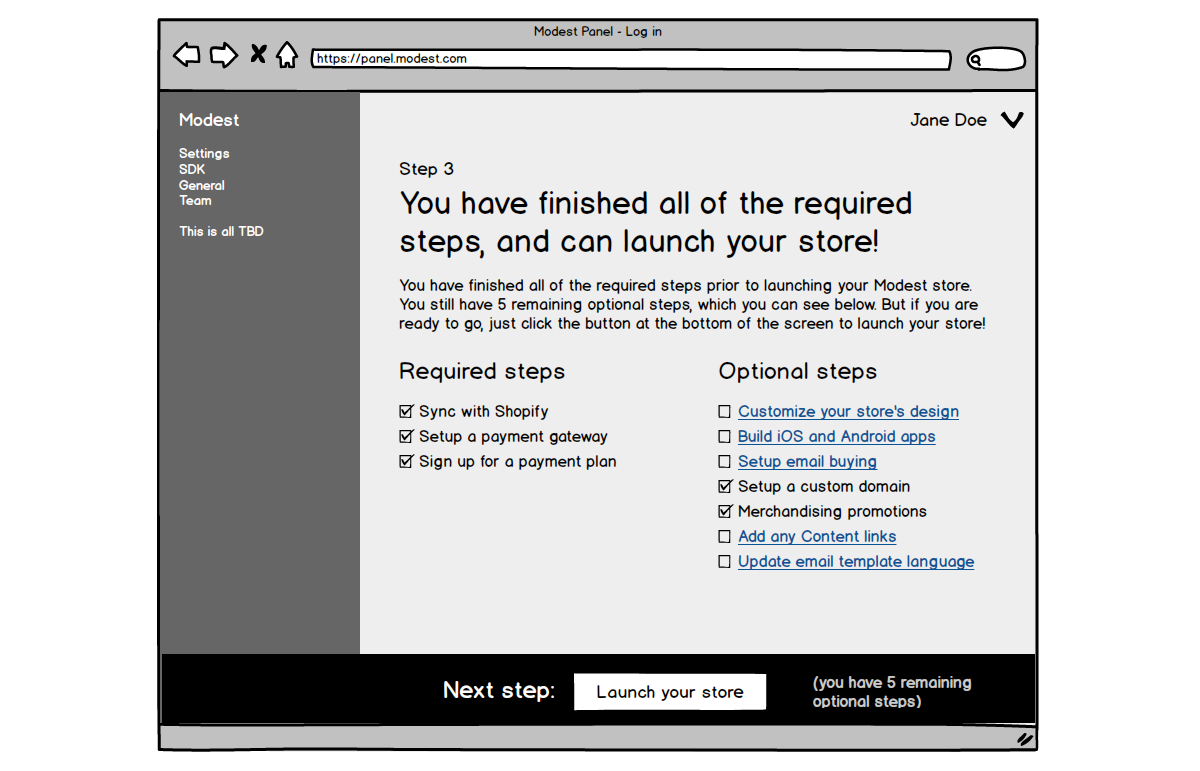 Modest Panel - Log in
https://panel.modest.com
Modest
Settings
SDK
General
Team
This is all TBD
Jane Doe
Step 3
You have finished all of the required
steps, and can launch your store!
You have finished all of the required steps prior to launching your Modest store.
You still have 5 remaining optional steps, which you can see below. But if you are
ready to go, just click the button at the bottom of the screen to launch your store!
Required steps
Sync with Shopify
Setup a payment gateway
Sign up for a payment plan
Optional steps
Customize your store's design
Build iOS and Android apps
Setup email buying
Setup a custom domain
Merchandising promotions
Add any Content links
Update email template language
Next step:
Launch your store
(you have 5 remaining
optional steps)